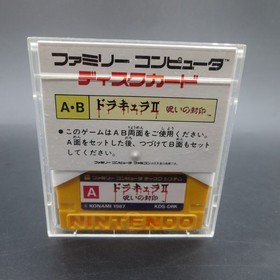 ファミリー コンピュータ™
ディスクカード
A・B
ドラキュラII 呪いの封印
●このゲームはAB両面をご使用ください。
A面をセットした後、つづけてB面もセット
してください。
A
ドラキュラII
呪いの封印
© KONAMI 1987
NINTENDO